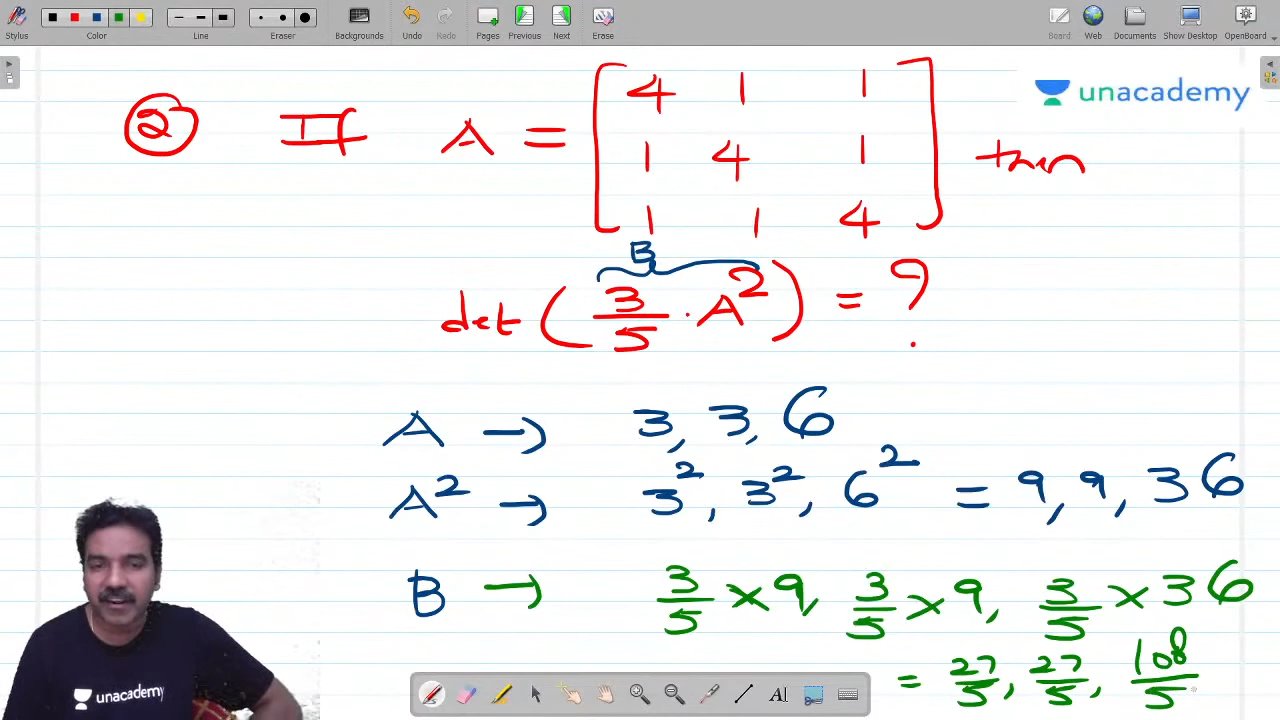 Stylus Color Line Eraser Backgrounds Undo Redo Pages Previous Next Erase Board Web Documents Show Desktop OpenBoard
unacademy
② If A = [ 4 1 1
1 4 1
1 1 4 ] then
B
det ( 3/5 · A² ) = ?
A → 3, 3, 6
A² → 3², 3², 6² = 9, 9, 36
B → 3/5 × 9, 3/5 × 9, 3/5 × 36
= 27/5, 27/5, 108/5
unacademy